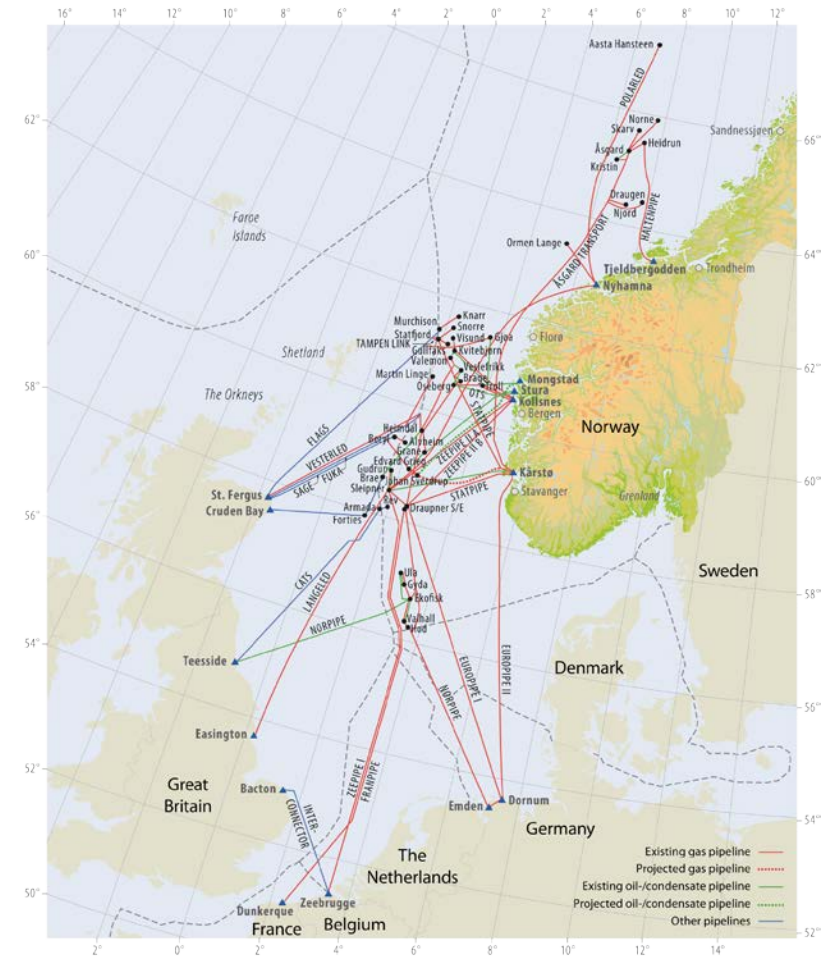 16°
14°
12°
10°
8°
6°
4°
2°
0°
2°
4°
6°
8°
10°
12°
Aasta Hansteen
POLARLED
Norne
Skarv
Heidrun
Åsgard
Kristin
Sandnessjøen
62°
66°
Draugen
Njord
HALTENPIPE
Faroe
Islands
Ormen Lange
ÅSGARD TRANSPORT
60°
64°
Tjeldbergodden
Trondheim
Nyhamna
Knarr
Murchison
Snorre
Statfjord
Visund
Gjøa
TAMPEN LINK
Gullfaks
Kvitebjørn
Valemon
Florø
Shetland
Veslefrikk
Martin Linge
Brage
Oseberg
Troll
Mongstad
Stura
Kollsnes
Bergen
OTS
STATPIPE
58°
The Orkneys
Norway
FLAGS
VESTERLED
Heimdal
Alvheim
Grane
Edvard Grieg
ZEEPIPE II A
ZEEPIPE II B
SAGE
FUKA
Gudrun
Brae
Johan Sverdrup
Sleipner
Kårstø
STATPIPE
Stavanger
Grenland
60°
St. Fergus
Cruden Bay
56°
Rev
Armada
Draupner S/E
Forties
CATS
LANGELED
Ula
Gyda
Ekofisk
Valhall
Hod
NORPIPE
Sweden
58°
54°
Teesside
EUROPIPE II
EUROPIPE I
NORPIPE
Denmark
56°
Easington
52°
Great
Britain
Bacton
INTER-
CONNECTOR
ZEEPIPE I
FRANPIPE
Emden
Dornum
Germany
54°
The
Netherlands
Existing gas pipeline
Projected gas pipeline
Existing oil-/condensate pipeline
Projected oil-/condensate pipeline
Other pipelines
50°
Dunkerque
Zeebrugge
France
Belgium
52°
2°
0°
2°
4°
6°
8°
10°
12°
14°